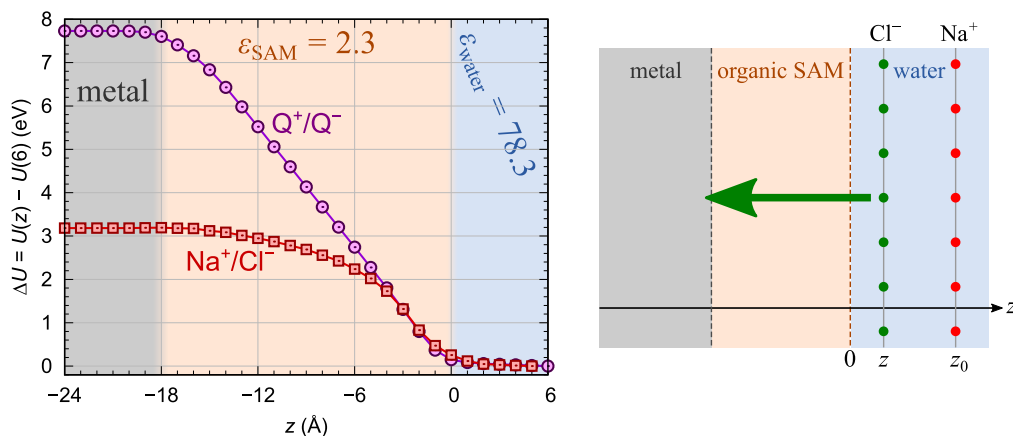 8
7
6
5
4
3
2
1
0
ΔU = U(z) − U(6) (eV)
metal
εSAM = 2.3
εwater = 78.3
Q⁺/Q⁻
Na⁺/Cl⁻
−24 −18 −12 −6 0 6
z (Å)
Cl⁻ Na⁺
metal organic SAM water
z
0 z z₀